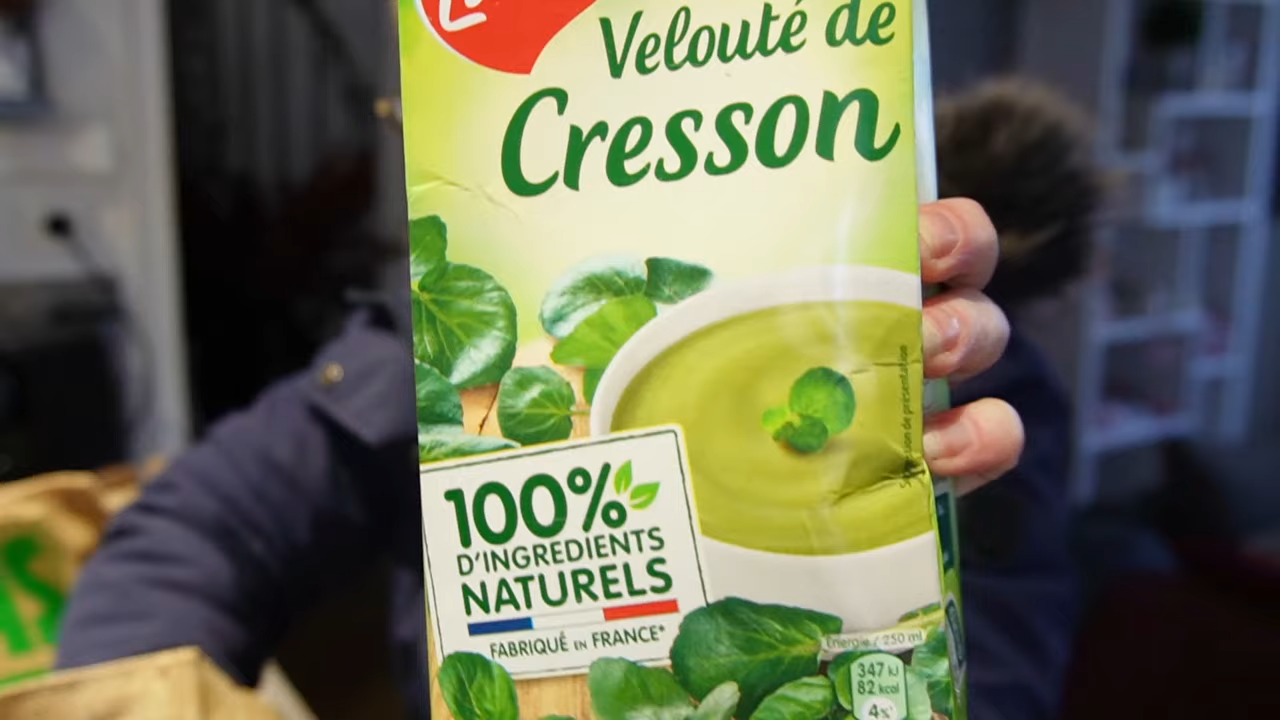 Velouté de
Cresson
100%
D'INGREDIENTS
NATURELS
FABRIQUÉ EN FRANCE*
Energie / 250 ml
347 kJ
82 kcal
4%